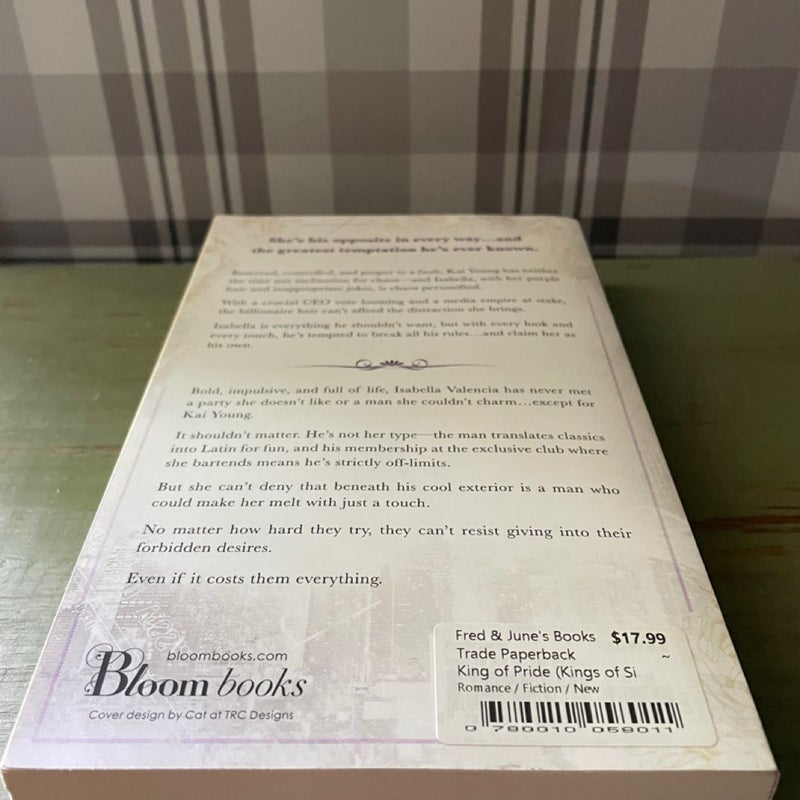 She's his opposite in every way...and
the greatest temptation he's ever known.
Reserved, controlled, and proper to a fault, Kai Young has neither
the time nor inclination for chaos—and Isabella, with her purple
hair and inappropriate jokes, is chaos personified.
With a crucial CEO vote looming and a media empire at stake,
the billionaire heir can't afford the distraction she brings.
Isabella is everything he shouldn't want, but with every look and
every touch, he's tempted to break all his rules...and claim her as
his own.
Bold, impulsive, and full of life, Isabella Valencia has never met
a party she doesn't like or a man she couldn't charm...except for
Kai Young.
It shouldn't matter. He's not her type—the man translates classics
into Latin for fun, and his membership at the exclusive club where
she bartends means he's strictly off-limits.
But she can't deny that beneath his cool exterior is a man who
could make her melt with just a touch.
No matter how hard they try, they can't resist giving into their
forbidden desires.
Even if it costs them everything.
bloombooks.com
Bloom books
Cover design by Cat at TRC Designs
Fred & June's Books $17.99
Trade Paperback ~
King of Pride (Kings of Si
Romance / Fiction / New
0 790010 059011